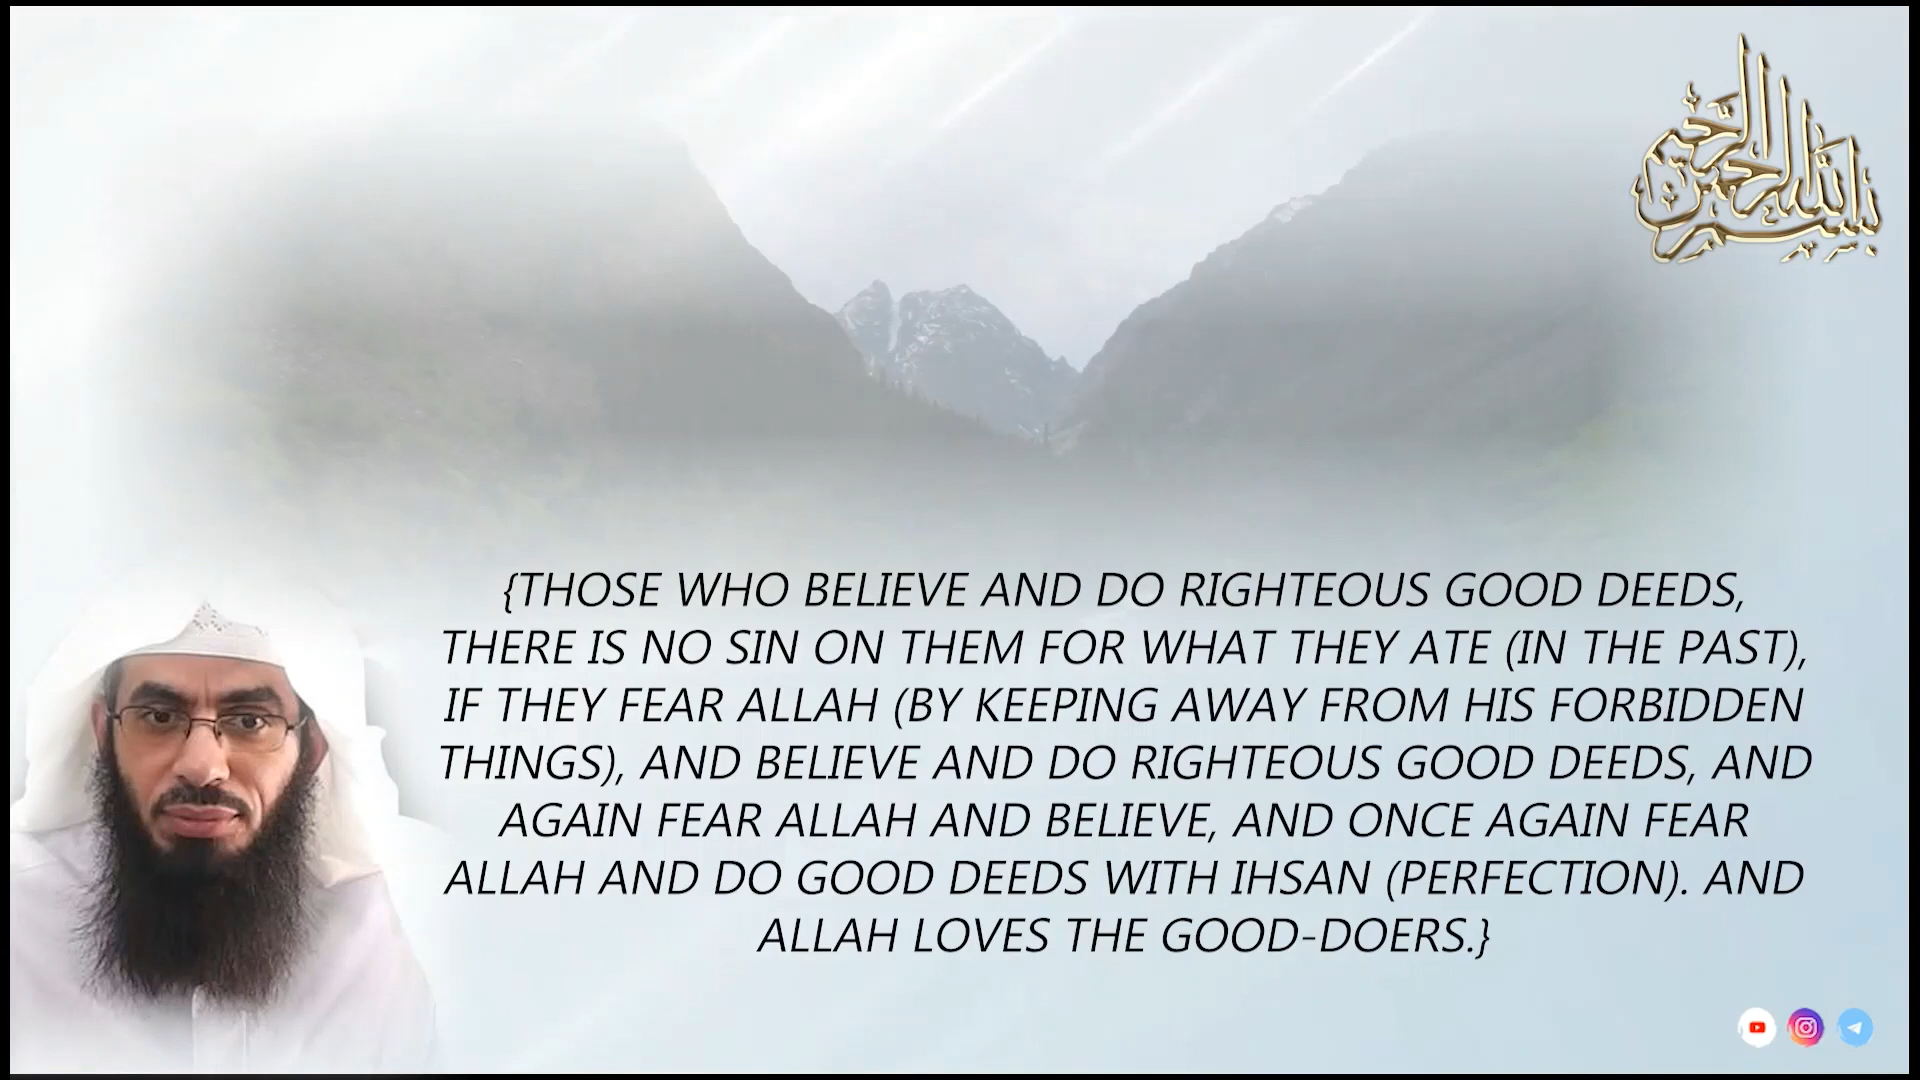 بسم الله الرحمن الرحيم
{THOSE WHO BELIEVE AND DO RIGHTEOUS GOOD DEEDS,
THERE IS NO SIN ON THEM FOR WHAT THEY ATE (IN THE PAST),
IF THEY FEAR ALLAH (BY KEEPING AWAY FROM HIS FORBIDDEN
THINGS), AND BELIEVE AND DO RIGHTEOUS GOOD DEEDS, AND
AGAIN FEAR ALLAH AND BELIEVE, AND ONCE AGAIN FEAR
ALLAH AND DO GOOD DEEDS WITH IHSAN (PERFECTION). AND
ALLAH LOVES THE GOOD-DOERS.}